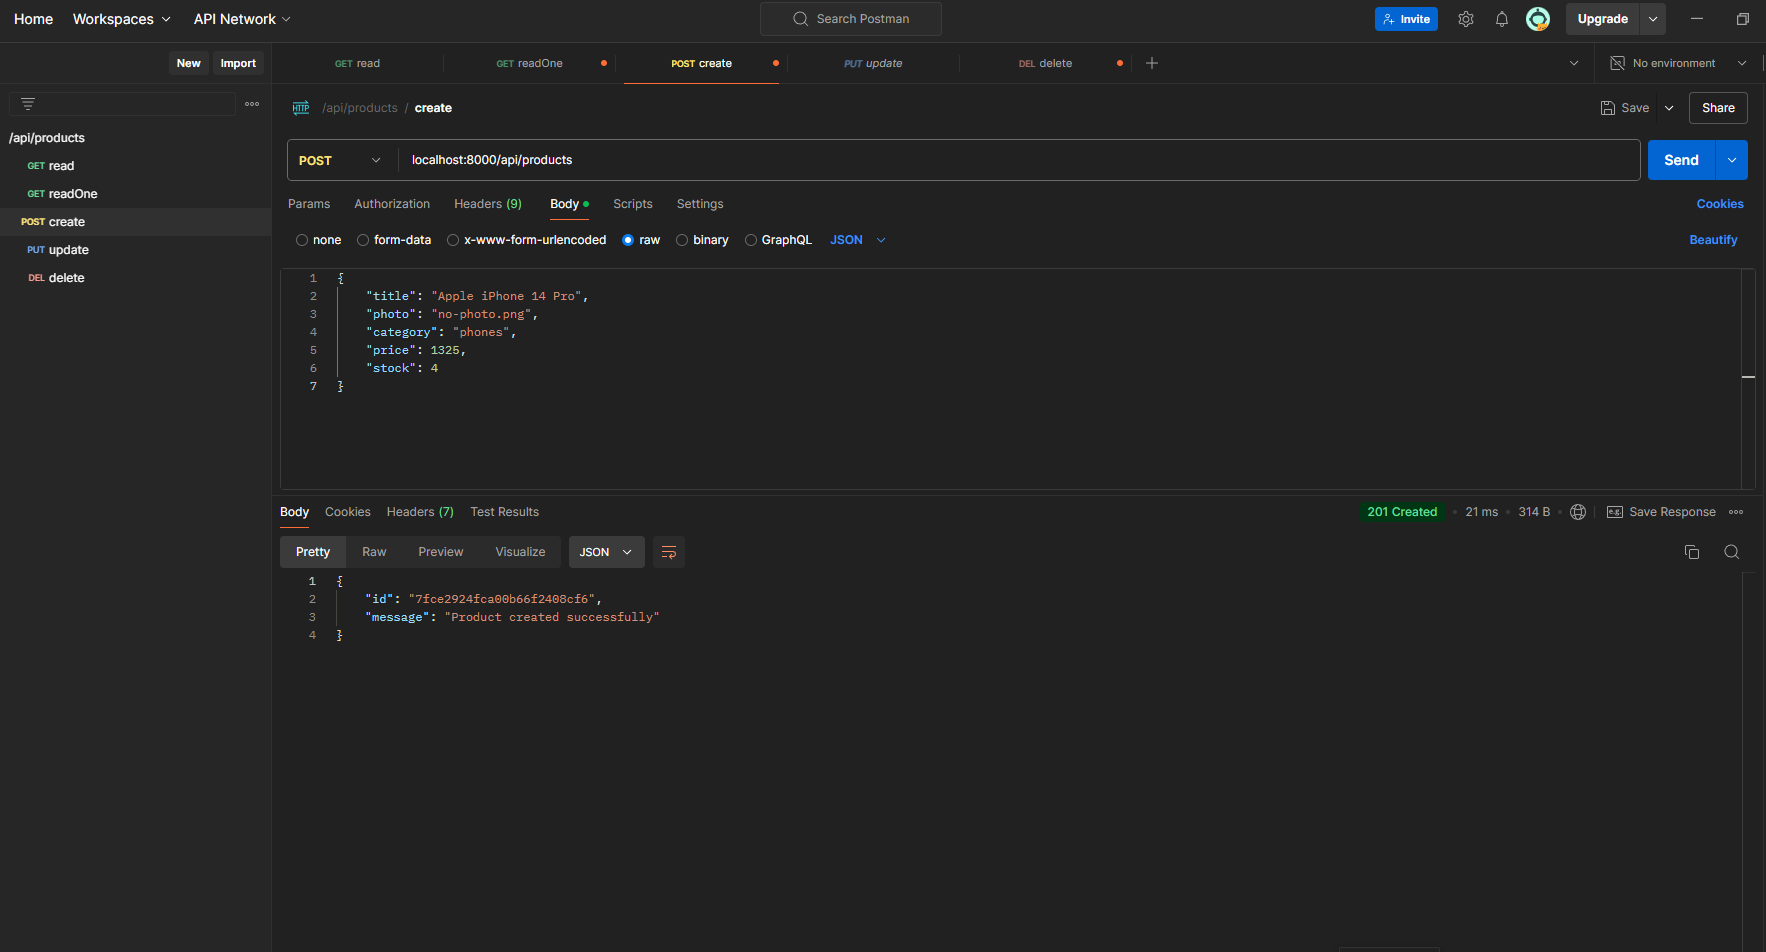 Home Workspaces API Network Search Postman Invite Upgrade
New Import GET read GET readOne POST create PUT update DEL delete No environment
/api/products / create Save Share
/api/products
GET read
GET readOne
POST create
PUT update
DEL delete
POST localhost:8000/api/products Send
Params Authorization Headers (9) Body Scripts Settings Cookies
none form-data x-www-form-urlencoded raw binary GraphQL JSON Beautify
1 {
2 "title": "Apple iPhone 14 Pro",
3 "photo": "no-photo.png",
4 "category": "phones",
5 "price": 1325,
6 "stock": 4
7 }
Body Cookies Headers (7) Test Results 201 Created 21 ms 314 B e.g. Save Response
Pretty Raw Preview Visualize JSON
1 {
2 "id": "7fce2924fca00b66f2408cf6",
3 "message": "Product created successfully"
4 }